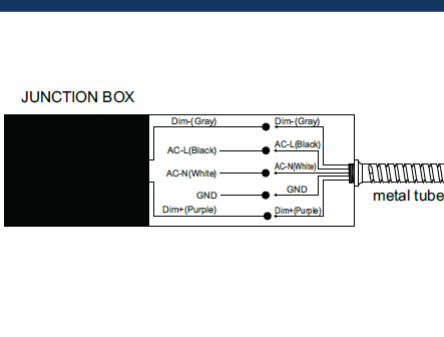 JUNCTION BOX
Dim-(Gray) Dim-(Gray)
AC-L(Black) AC-L(Black)
AC-N(White) AC-N(White)
GND GND
Dim+(Purple) Dim+(Purple)
metal tube